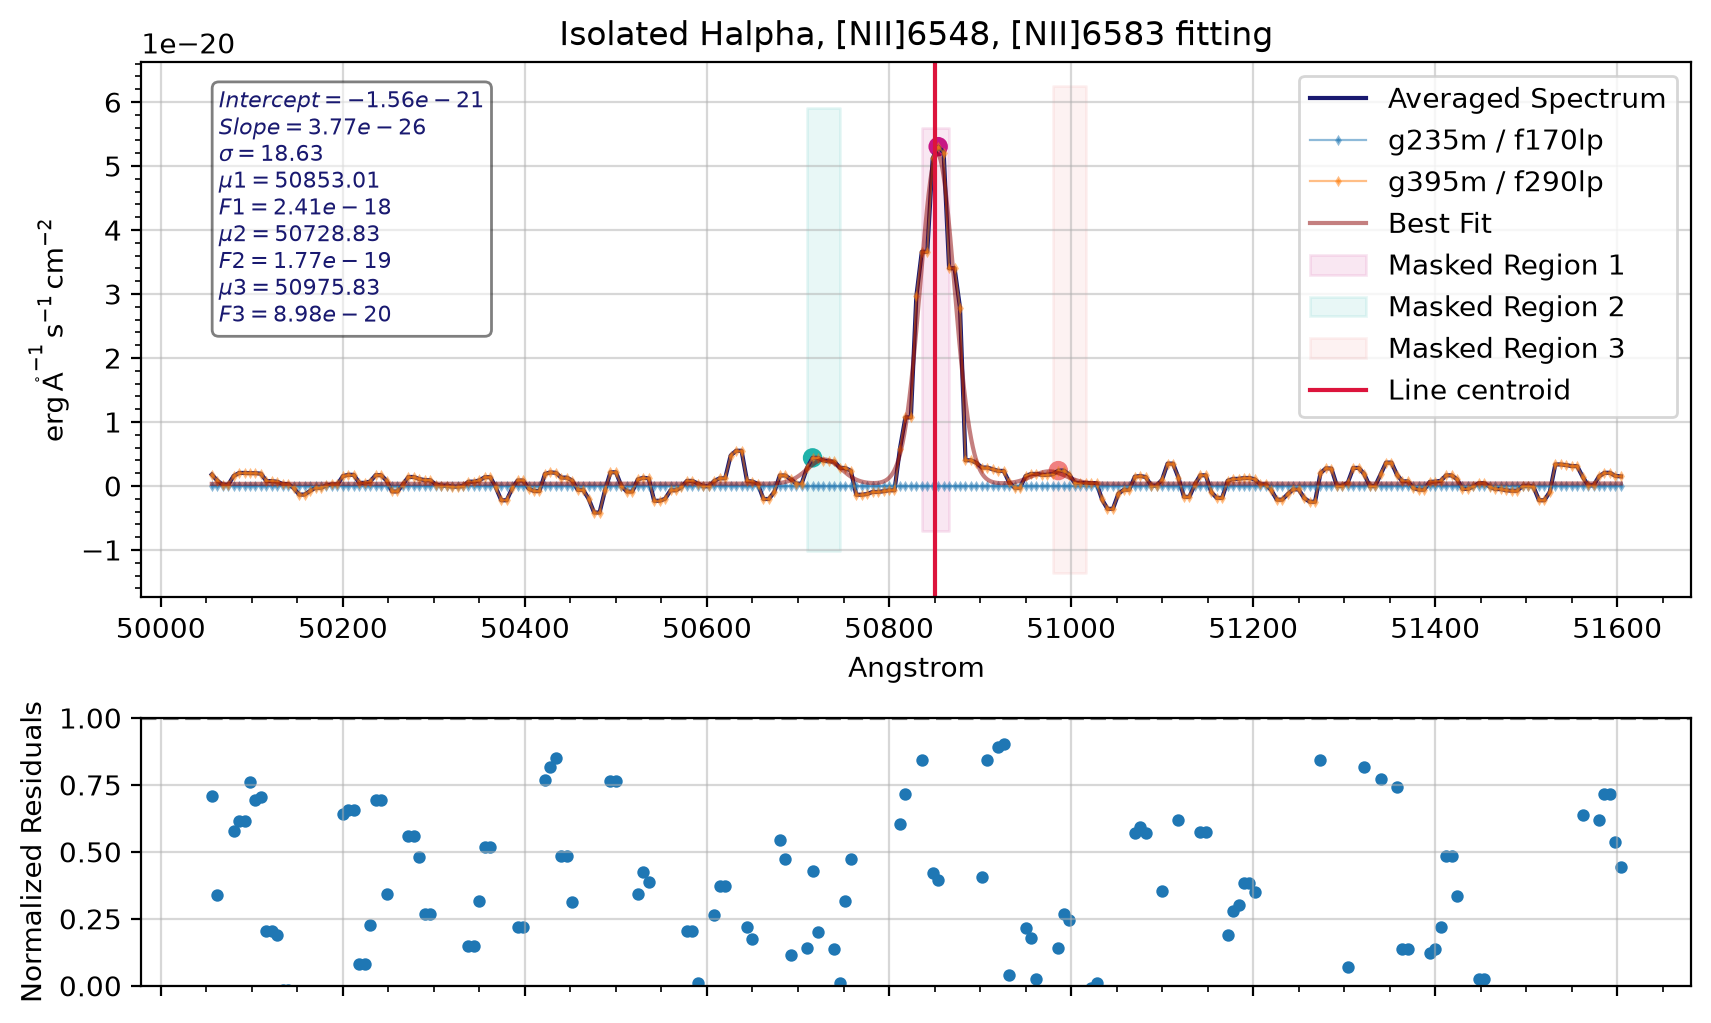 Isolated Halpha, [NII]6548, [NII]6583 fitting
1e−20
Intercept = −1.56e − 21
Slope = 3.77e − 26
σ = 18.63
μ1 = 50853.01
F1 = 2.41e − 18
μ2 = 50728.83
F2 = 1.77e − 19
μ3 = 50975.83
F3 = 8.98e − 20
Averaged Spectrum
g235m / f170lp
g395m / f290lp
Best Fit
Masked Region 1
Masked Region 2
Masked Region 3
Line centroid
6
5
4
3
2
1
0
−1
erg Å⁻¹ s⁻¹ cm⁻²
50000 50200 50400 50600 50800 51000 51200 51400 51600
Angstrom
1.00
0.75
0.50
0.25
0.00
Normalized Residuals